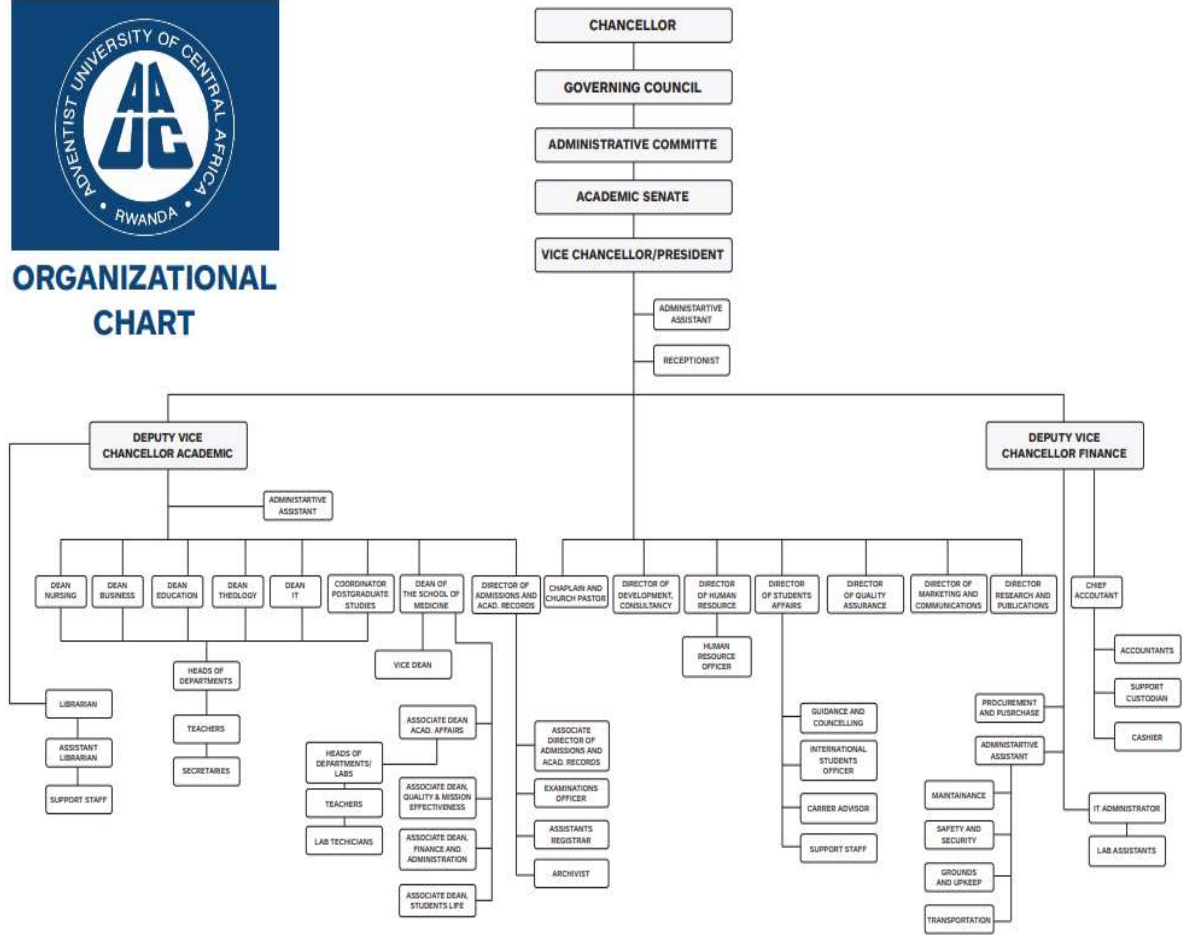 ADVENTIST UNIVERSITY OF CENTRAL AFRICA
AAUC
• RWANDA •
ORGANIZATIONAL
CHART
CHANCELLOR
GOVERNING COUNCIL
ADMINISTRATIVE COMMITTE
ACADEMIC SENATE
VICE CHANCELLOR/PRESIDENT
ADMINISTARTIVE
ASSISTANT
RECEPTIONIST
DEPUTY VICE
CHANCELLOR ACADEMIC
DEPUTY VICE
CHANCELLOR FINANCE
ADMINISTARTIVE
ASSISTANT
DEAN
NURSING
DEAN
BUSINESS
DEAN
EDUCATION
DEAN
THEOLOGY
DEAN
IT
COORDINATOR
POSTGRADUATE
STUDIES
DEAN OF
THE SCHOOL OF
MEDICINE
DIRECTOR OF
ADMISSIONS AND
ACAD. RECORDS
CHAPLAIN AND
CHURCH PASTOR
DIRECTOR OF
DEVELOPMENT,
CONSULTANCY
DIRECTOR
OF HUMAN
RESOURCE
DIRECTOR
OF STUDENTS
AFFAIRS
DIRECTOR
OF QUALITY
ASSURANCE
DIRECTOR OF
MARKETING AND
COMMUNICATIONS
DIRECTOR
RESEARCH AND
PUBLICATIONS
CHIEF
ACCOUTANT
HEADS OF
DEPARTMENTS
TEACHERS
SECRETARIES
LIBRARIAN
ASSISTANT
LIBRARIAN
SUPPORT STAFF
VICE DEAN
ASSOCIATE DEAN
ACAD. AFFAIRS
HEADS OF
DEPARTMENTS/
LABS
TEACHERS
LAB TECHICIANS
ASSOCIATE DEAN,
QUALITY & MISSION
EFFECTIVENESS
ASSOCIATE DEAN,
FINANCE AND
ADMINISTRATION
ASSOCIATE DEAN,
STUDENTS LIFE
ASSOCIATE
DIRECTOR OF
ADMISSIONS AND
ACAD. RECORDS
EXAMINATIONS
OFFICER
ASSISTANTS
REGISTRAR
ARCHIVIST
HUMAN
RESOURCE
OFFICER
GUIDANCE AND
COUNCELLING
INTERNATIONAL
STUDENTS
OFFICER
CARRER ADVISOR
SUPPORT STAFF
ACCOUNTANTS
SUPPORT
CUSTODIAN
CASHIER
PROCUREMENT
AND PUSRCHASE
ADMINISTARTIVE
ASSISTANT
MAINTAINANCE
SAFETY AND
SECURITY
GROUNDS
AND UPKEEP
TRANSPORTATION
IT ADMINISTRATOR
LAB ASSISTANTS